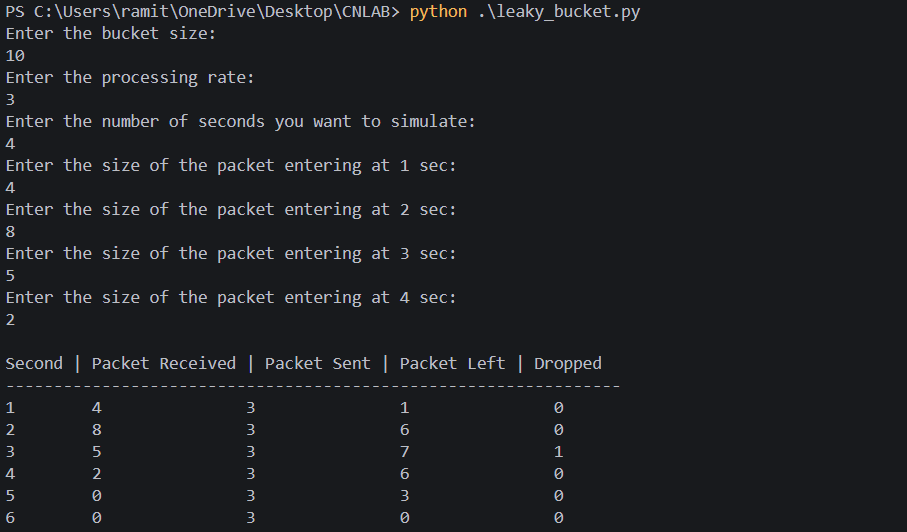 PS C:\Users\ramit\OneDrive\Desktop\CNLAB> python .\leaky_bucket.py
Enter the bucket size:
10
Enter the processing rate:
3
Enter the number of seconds you want to simulate:
4
Enter the size of the packet entering at 1 sec:
4
Enter the size of the packet entering at 2 sec:
8
Enter the size of the packet entering at 3 sec:
5
Enter the size of the packet entering at 4 sec:
2

Second | Packet Received | Packet Sent | Packet Left | Dropped
----------------------------------------------------------------
1        4               3               1               0
2        8               3               6               0
3        5               3               7               1
4        2               3               6               0
5        0               3               3               0
6        0               3               0               0